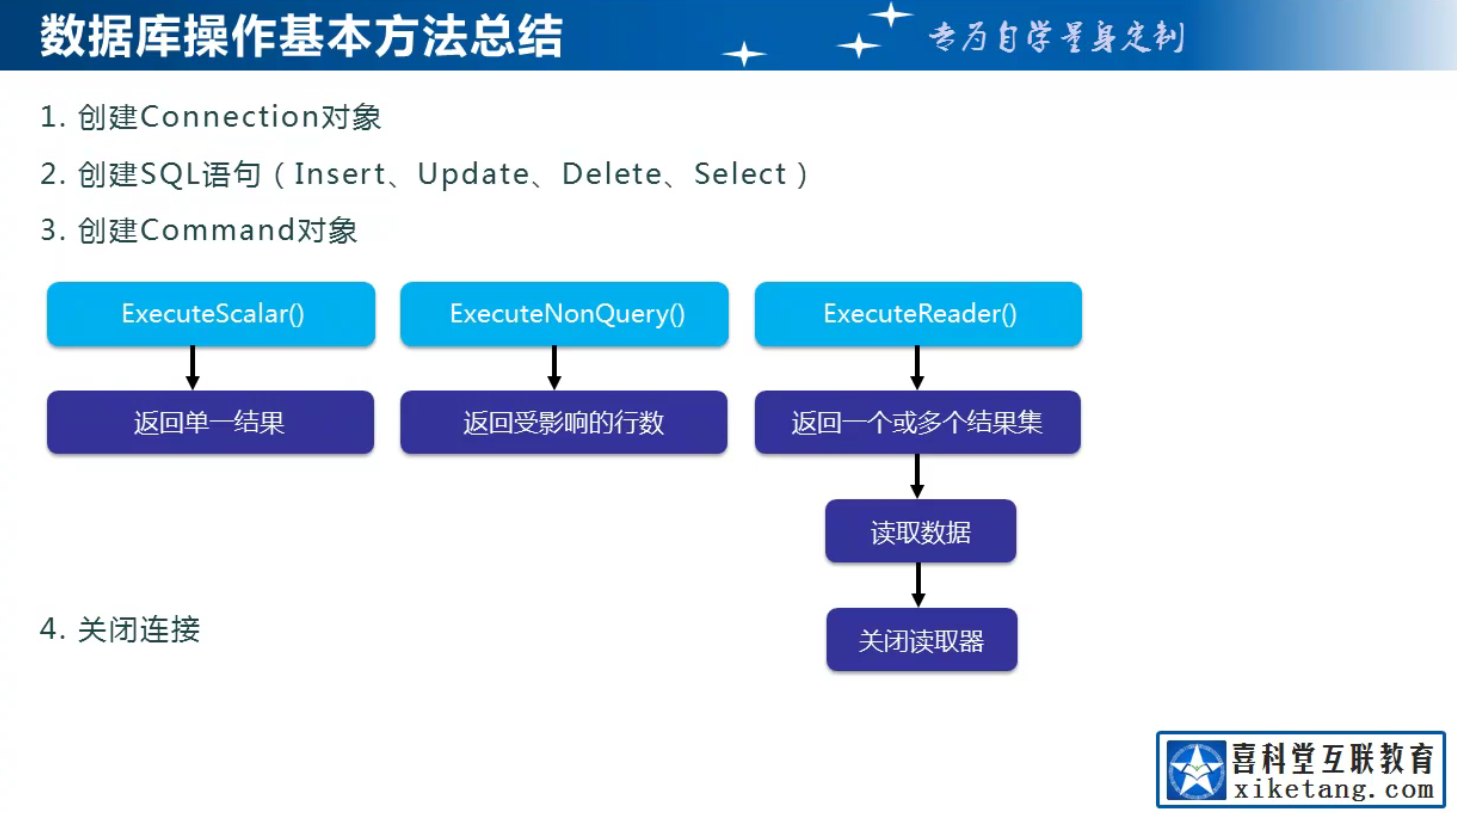 数据库操作基本方法总结
专为自学量身定制
1. 创建Connection对象
2. 创建SQL语句（Insert、Update、Delete、Select）
3. 创建Command对象
ExecuteScalar() ExecuteNonQuery() ExecuteReader()
返回单一结果 返回受影响的行数 返回一个或多个结果集
读取数据
4. 关闭连接
关闭读取器
喜科堂互联教育
xiketang.com